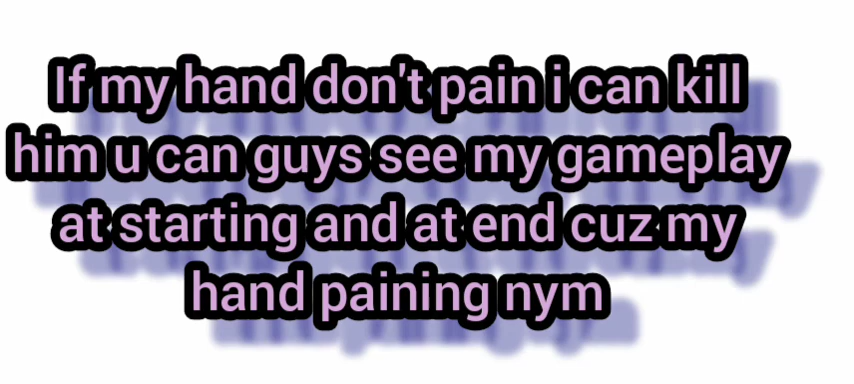 If my hand don't pain i can kill
him u can guys see my gameplay
at starting and at end cuz my
hand paining nym